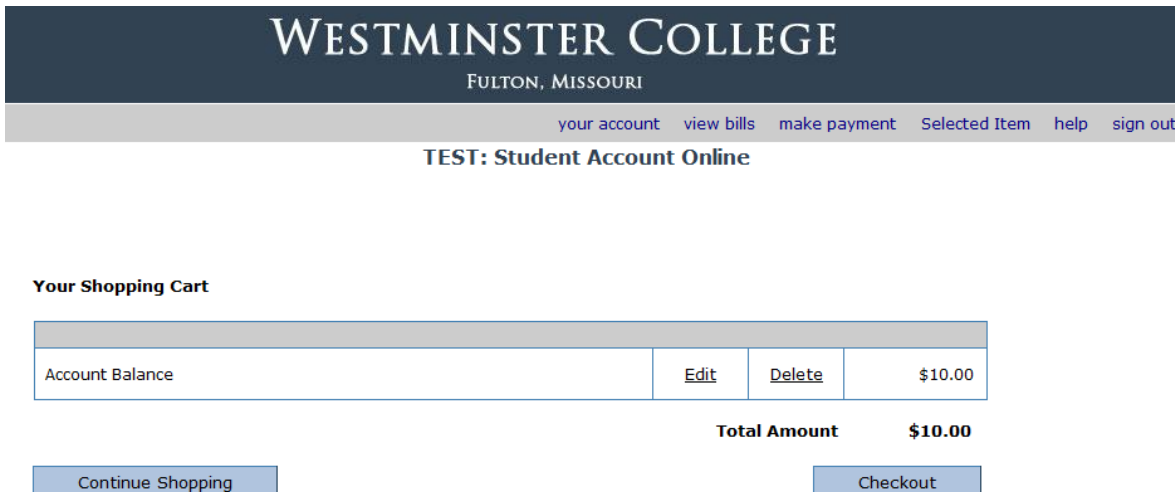 WESTMINSTER COLLEGE
FULTON, MISSOURI
your account view bills make payment Selected Item help sign out
TEST: Student Account Online
Your Shopping Cart
Account Balance Edit Delete $10.00
Total Amount $10.00
Continue Shopping Checkout